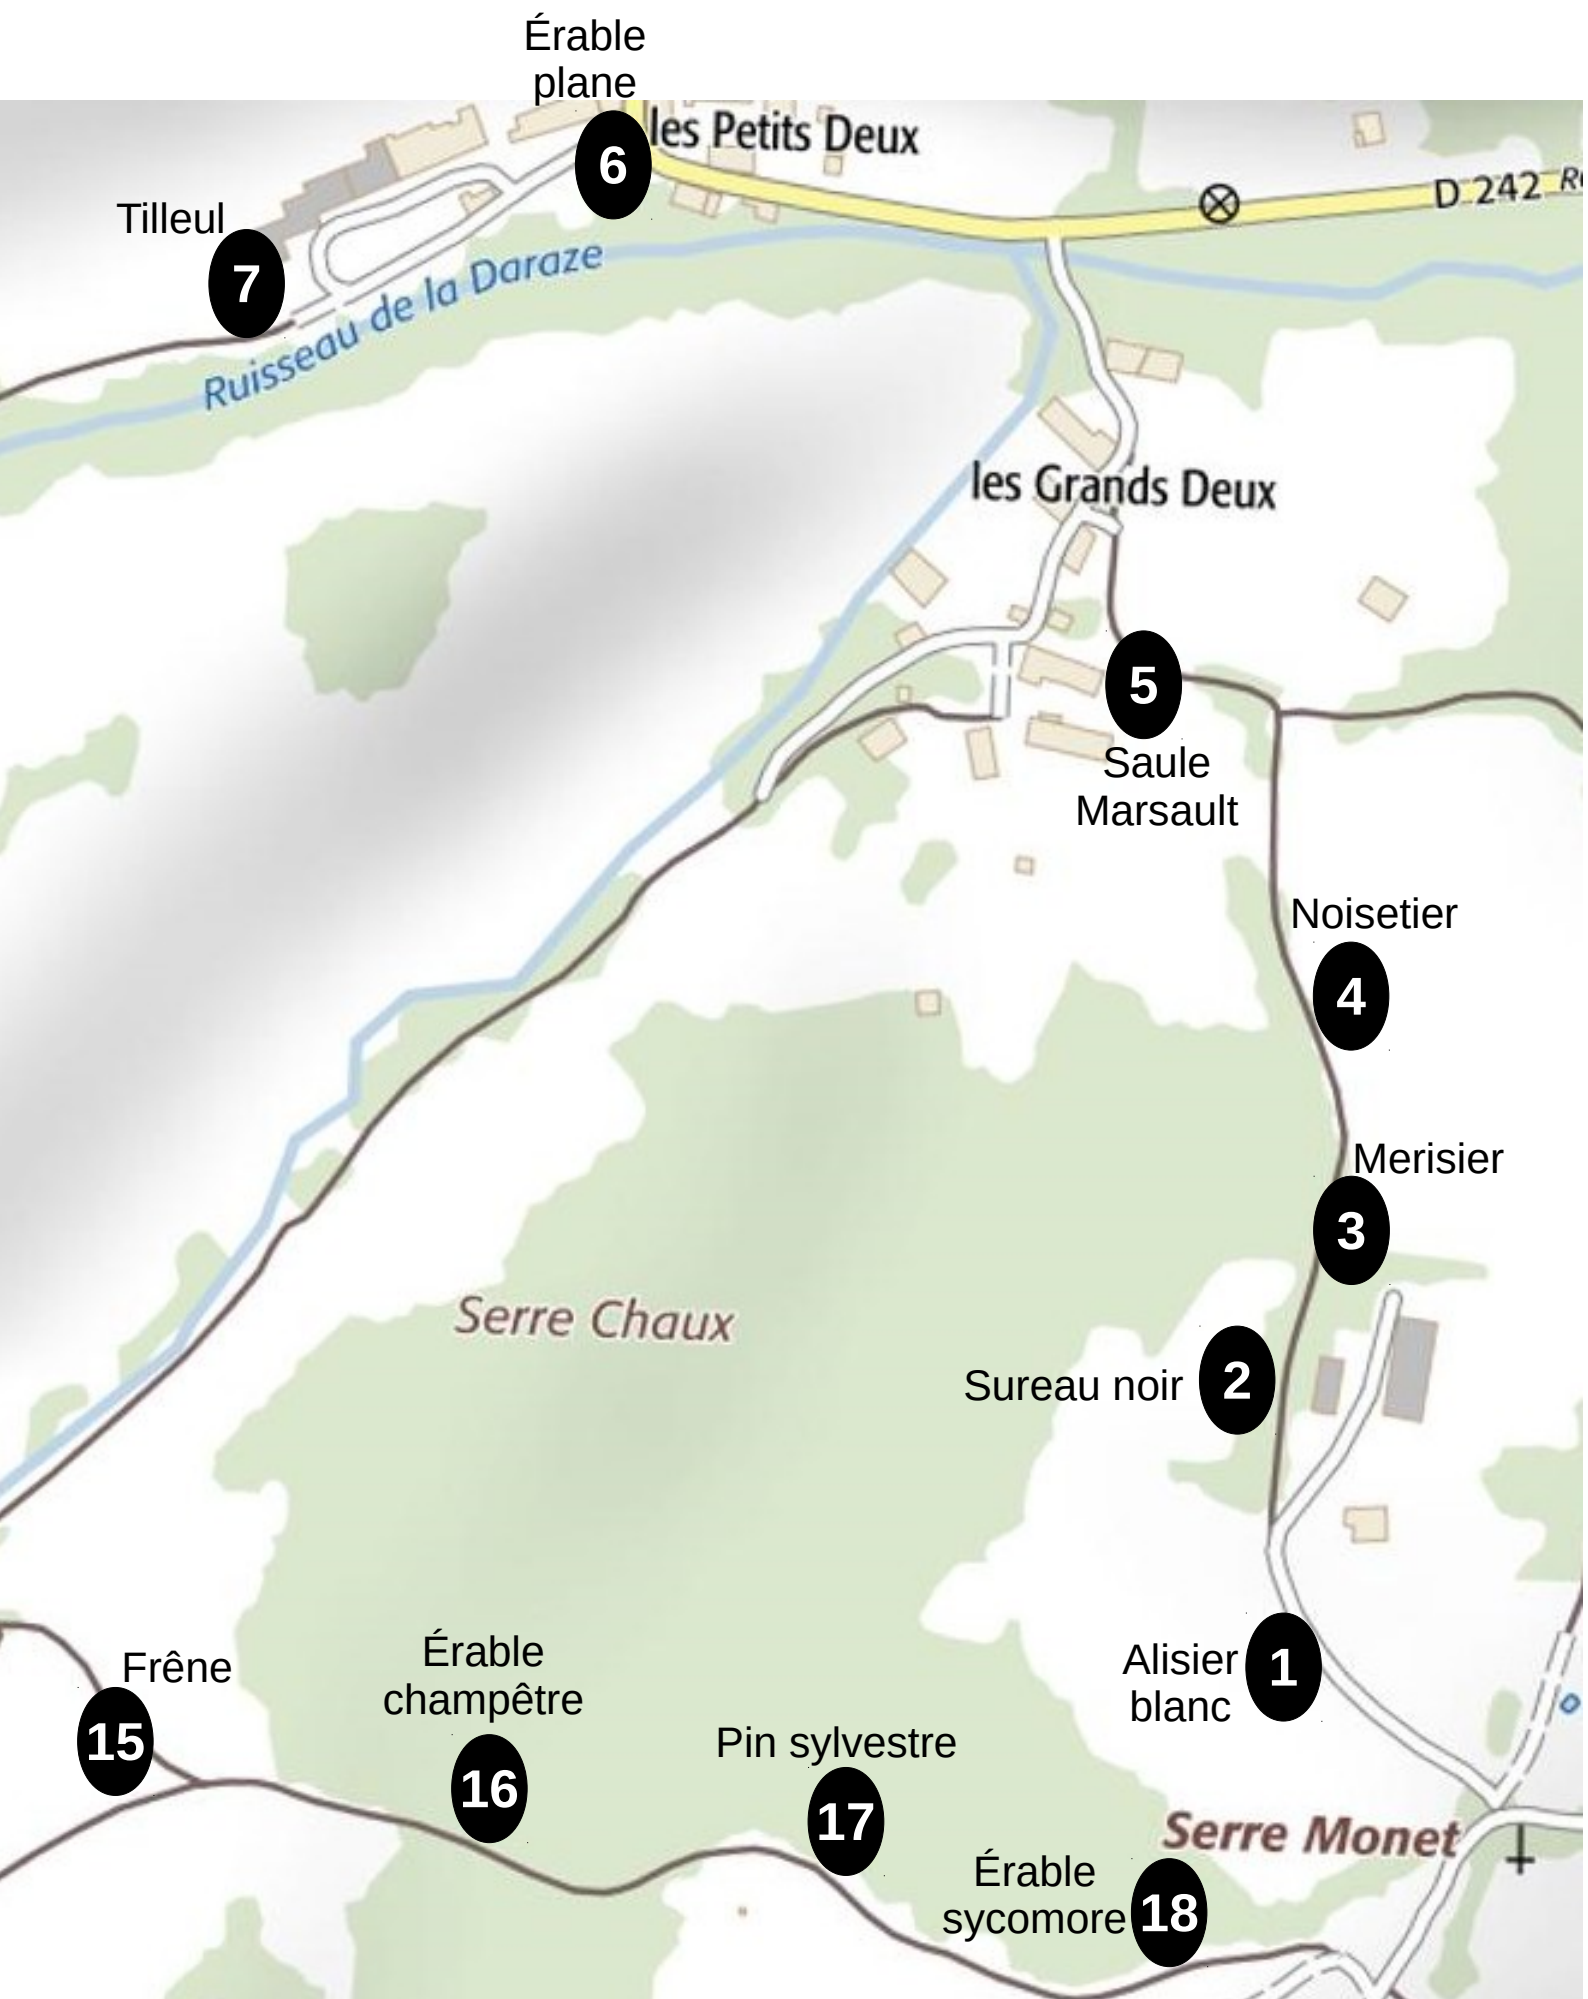 Érable
plane
6
les Petits Deux
D 242
Tilleul
7
Ruisseau de la Daraze
les Grands Deux
5
Saule
Marsault
Noisetier
4
Merisier
3
Serre Chaux
Sureau noir 2
Alisier
blanc
1
Frêne
15
Érable
champêtre
16
Pin sylvestre
17
Serre Monet
Érable
sycomore
18